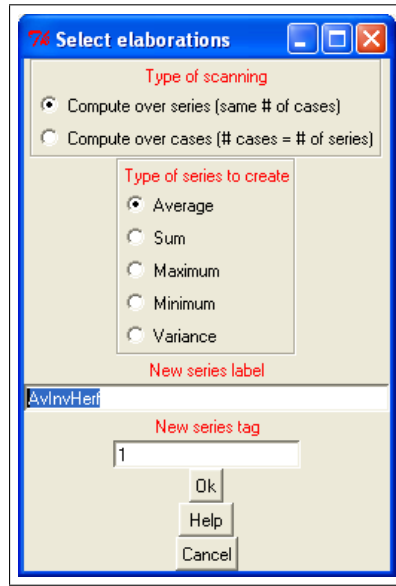 Select elaborations
Type of scanning
Compute over series (same # of cases)
Compute over cases (# cases = # of series)
Type of series to create
Average
Sum
Maximum
Minimum
Variance
New series label
AvInvHerf
New series tag
1
Ok
Help
Cancel